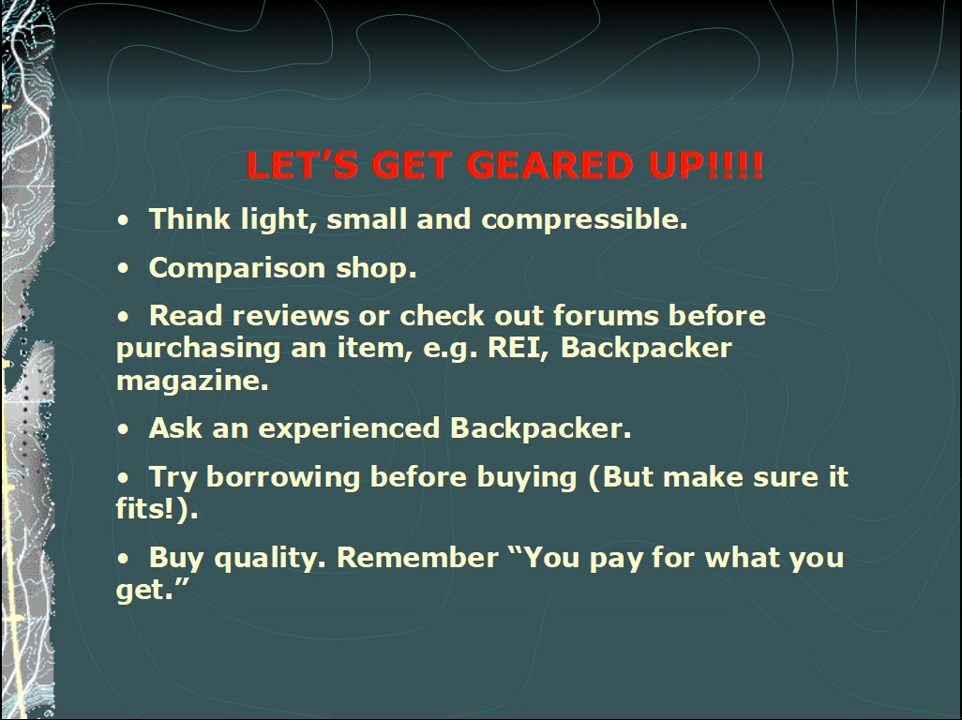 LET’S GET GEARED UP!!!!
• Think light, small and compressible.
• Comparison shop.
• Read reviews or check out forums before
purchasing an item, e.g. REI, Backpacker
magazine.
• Ask an experienced Backpacker.
• Try borrowing before buying (But make sure it
fits!).
• Buy quality. Remember “You pay for what you
get.”